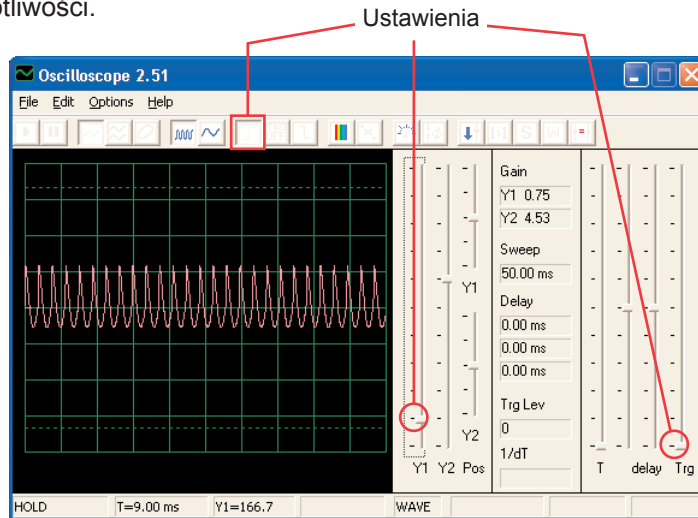 otliwości.
Ustawienia
Oscilloscope 2.51
File Edit Options Help
Gain
Y1 0.75
Y2 4.53
Sweep
50.00 ms
Y1
Delay
0.00 ms
0.00 ms
0.00 ms
Trg Lev
0
Y2
1/dT
Y1 Y2 Pos
T delay Trg
HOLD T=9.00 ms Y1=166.7 WAVE